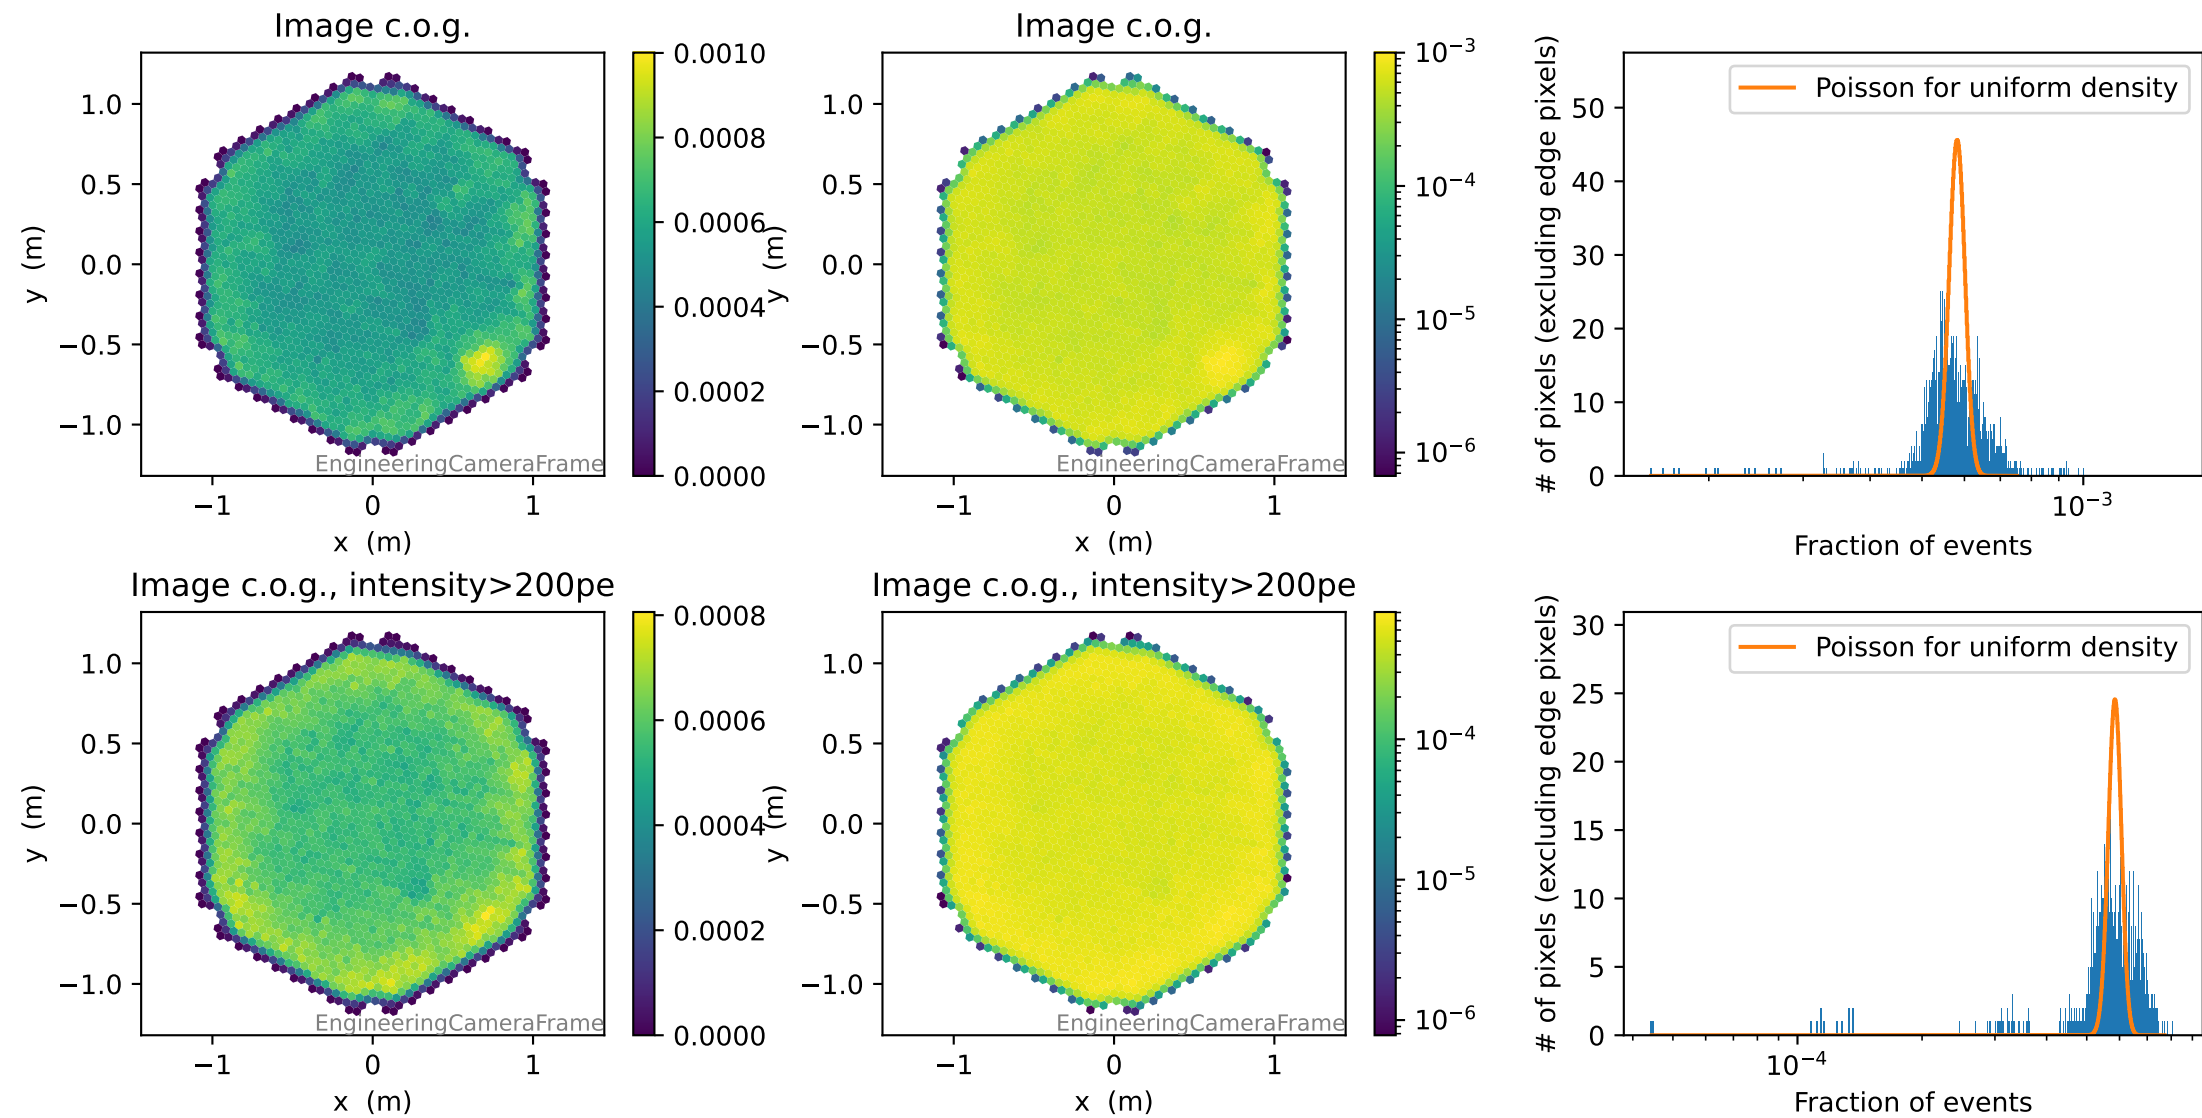 Image c.o.g.
1.0
0.5
0.0
−0.5
−1.0
y (m)
−1
0
1
x (m)
EngineeringCameraFrame
0.0010
0.0008
0.0006
0.0004
0.0002
0.0000
Image c.o.g.
1.0
0.5
0.0
−0.5
−1.0
y (m)
−1
0
1
x (m)
EngineeringCameraFrame
10⁻³
10⁻⁴
10⁻⁵
10⁻⁶
Poisson for uniform density
# of pixels (excluding edge pixels)
50
40
30
20
10
0
10⁻³
Fraction of events
Image c.o.g., intensity>200pe
1.0
0.5
0.0
−0.5
−1.0
y (m)
−1
0
1
x (m)
EngineeringCameraFrame
0.0008
0.0006
0.0004
0.0002
0.0000
Image c.o.g., intensity>200pe
1.0
0.5
0.0
−0.5
−1.0
y (m)
−1
0
1
x (m)
EngineeringCameraFrame
10⁻⁴
10⁻⁵
10⁻⁶
Poisson for uniform density
# of pixels (excluding edge pixels)
30
25
20
15
10
5
0
10⁻⁴
Fraction of events